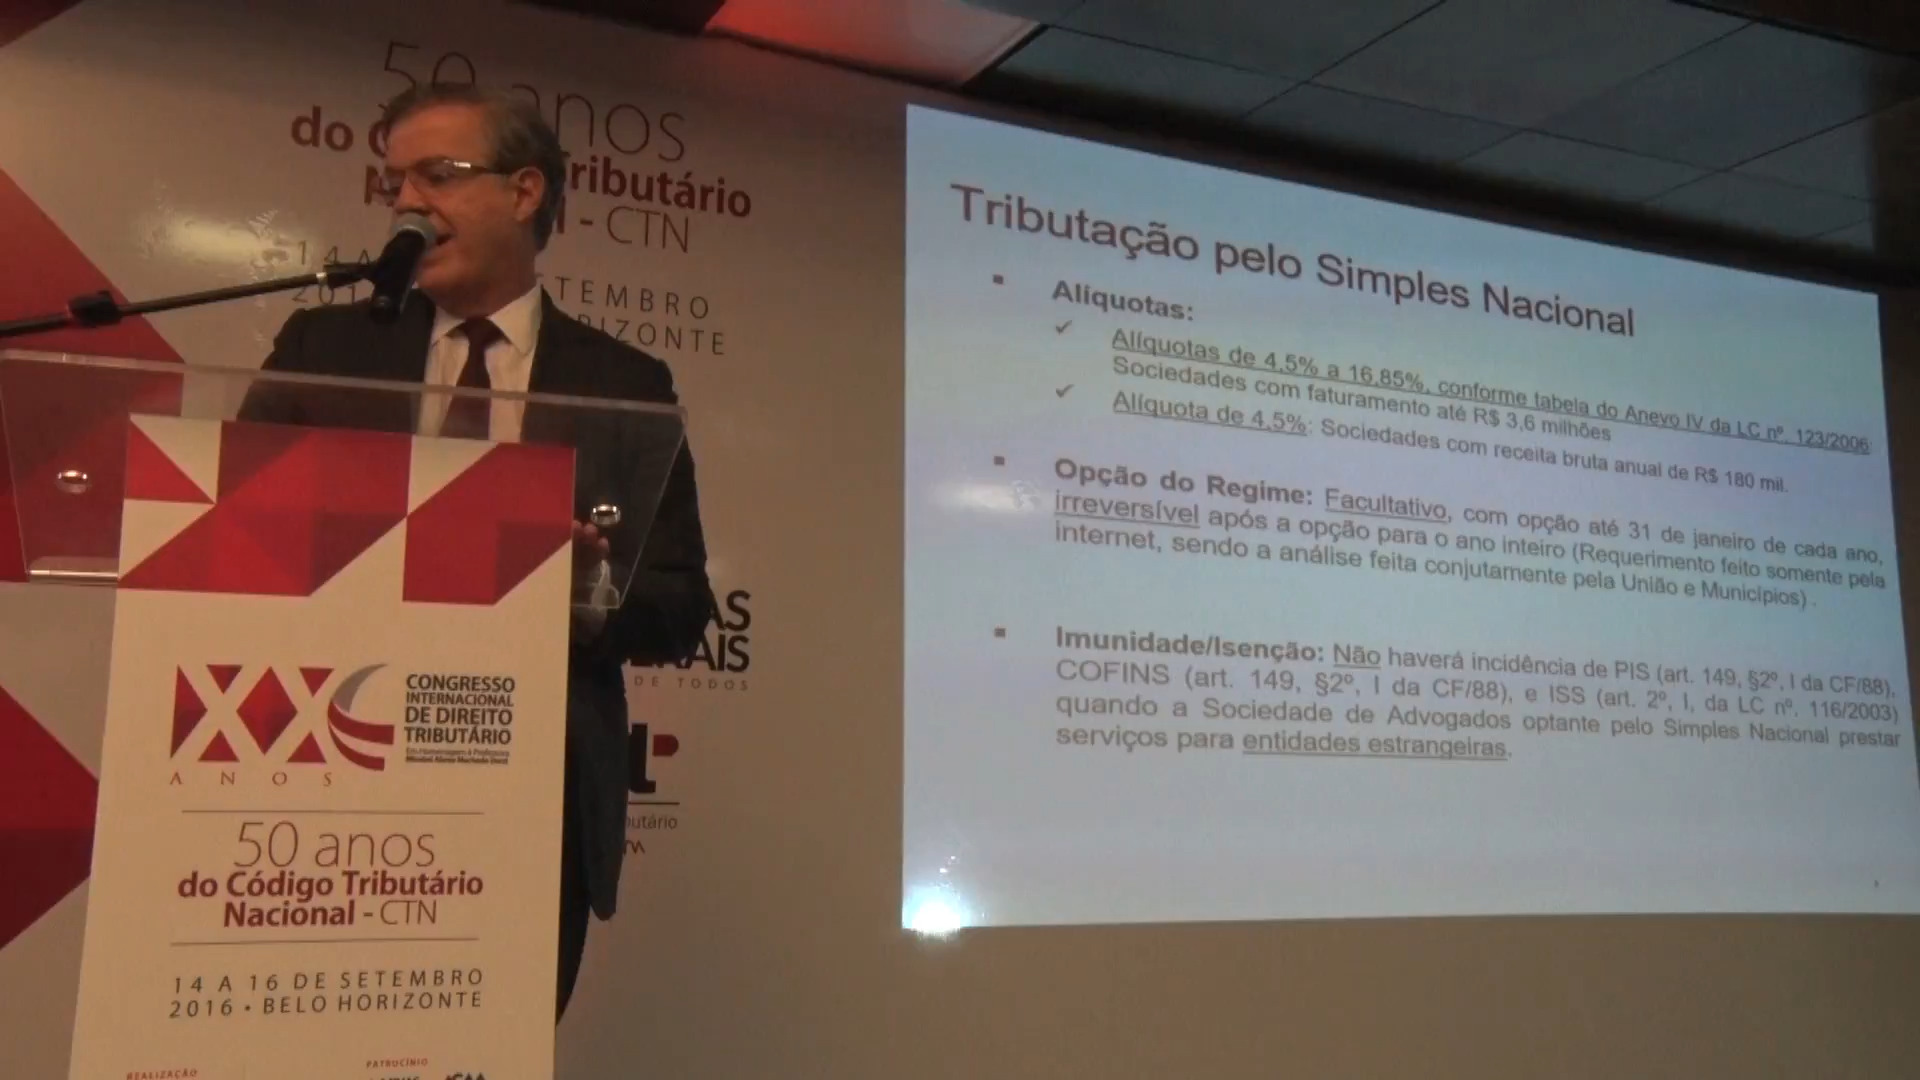 50 anos
do Tributário
- CTN
TEMBRO
DE TODOS
Tributação pelo Simples Nacional
▪ Alíquotas:
✓ Alíquotas de 4,5% a 16,85%, conforme tabela do Anevo IV da LC nº. 123/2006:
Sociedades com faturamento até R$ 3,6 milhões
✓ Alíquota de 4,5%: Sociedades com receita bruta anual de R$ 180 mil.
▪ Opção do Regime: Facultativo, com opção até 31 de janeiro de cada ano,
irreversível após a opção para o ano inteiro (Requerimento feito somente pela
internet, sendo a análise feita conjutamente pela União e Municípios) .
▪ Imunidade/Isenção: Não haverá incidência de PIS (art. 149, §2º, I da CF/88),
COFINS (art. 149, §2º, I da CF/88), e ISS (art. 2º, I, da LC nº. 116/2003)
quando a Sociedade de Advogados optante pelo Simples Nacional prestar
serviços para entidades estrangeiras.
XX
ANOS
CONGRESSO
INTERNACIONAL
DE DIREITO
TRIBUTÁRIO
50 anos
do Código Tributário
Nacional - CTN
14 A 16 DE SETEMBRO
2016 • BELO HORIZONTE
REALIZAÇÃO
PATROCÍNIO